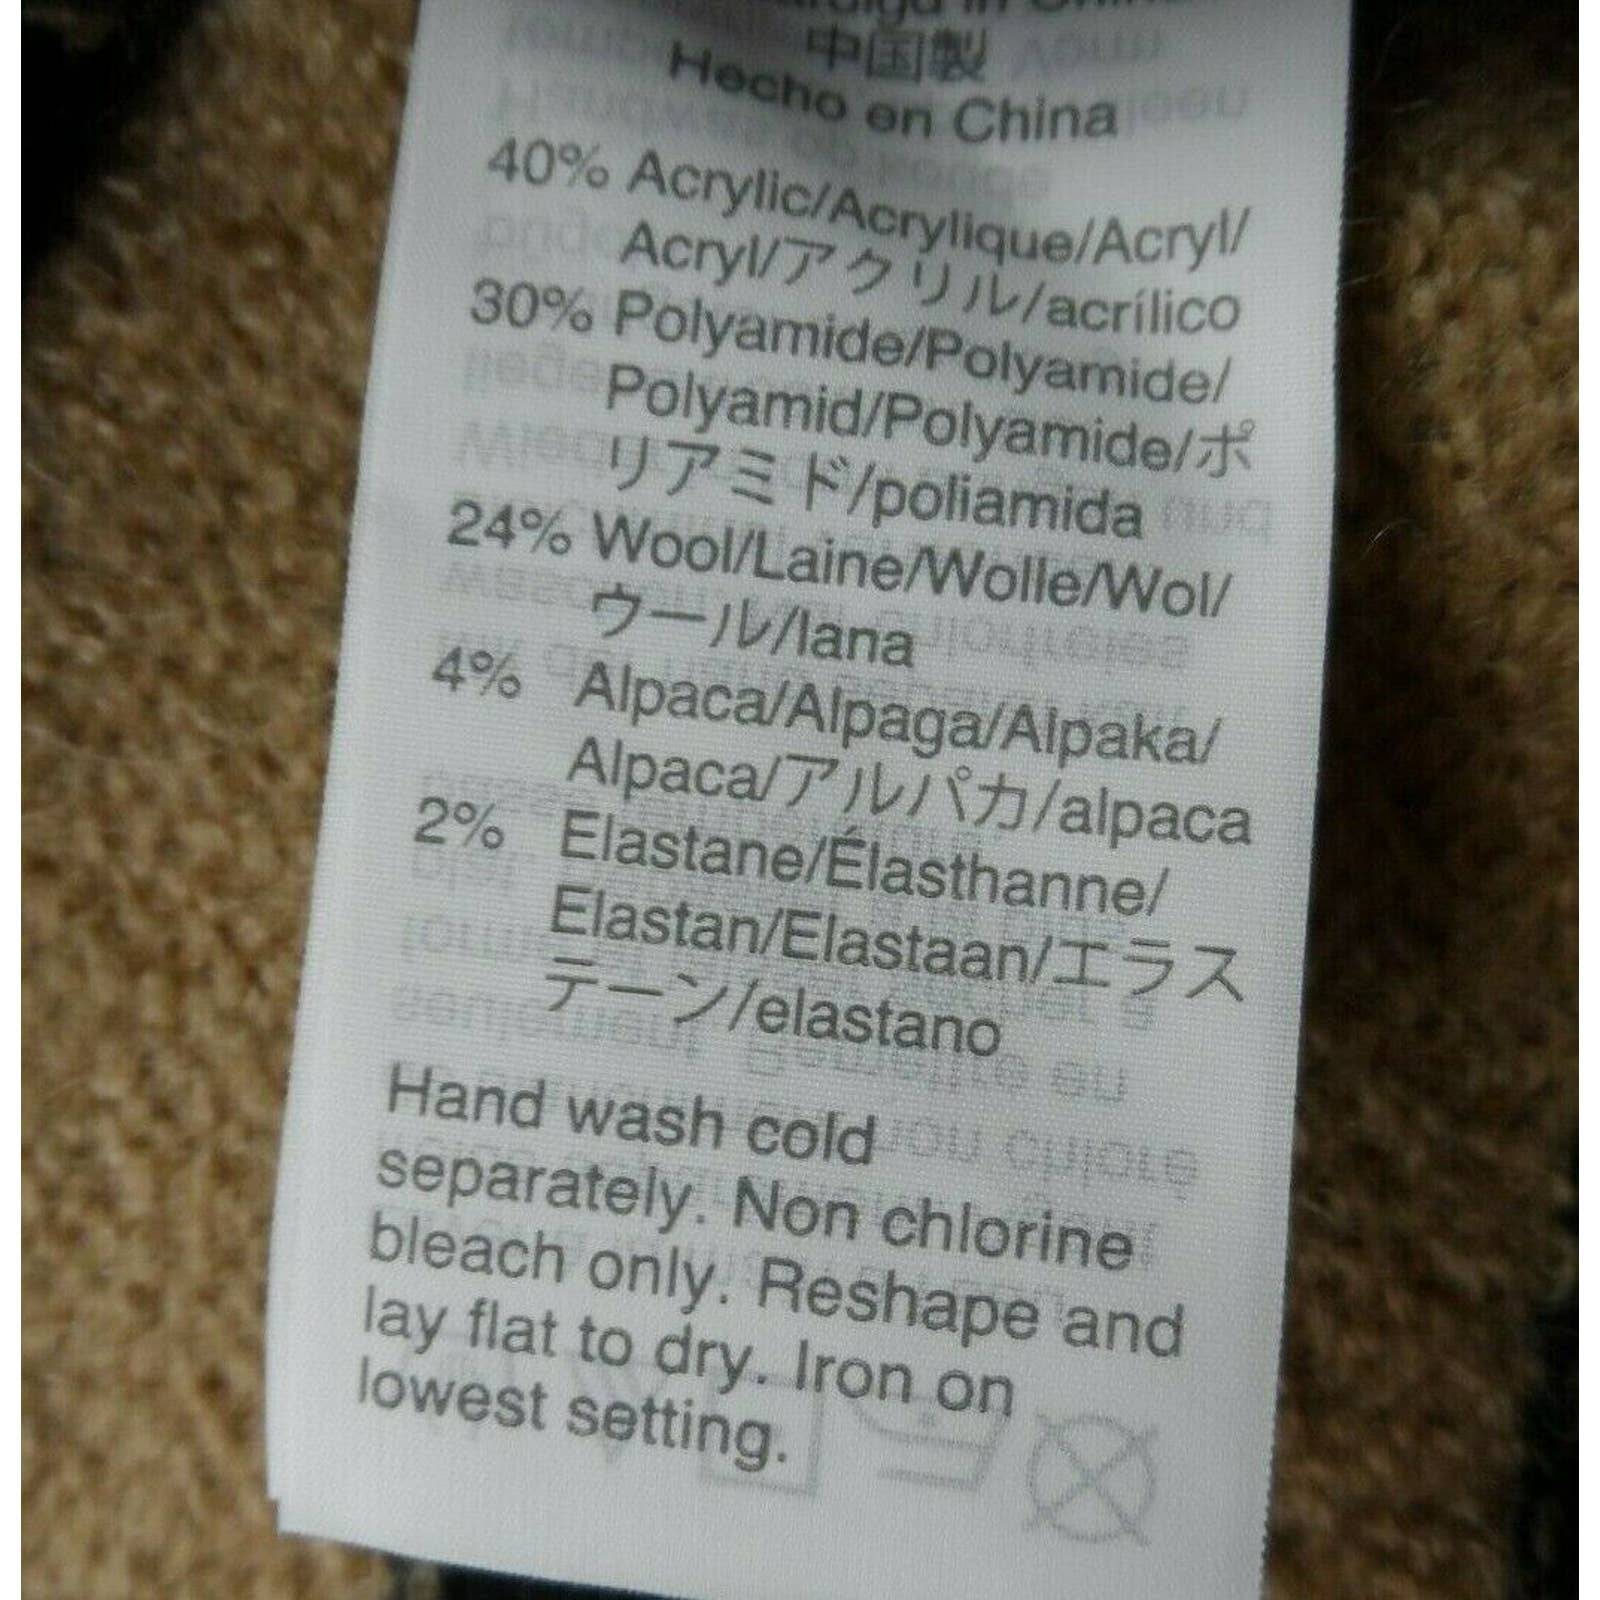 in China
中国製
Hecho en China
40% Acrylic/Acrylique/Acryl/
Acryl/アクリル/acrílico
30% Polyamide/Polyamide/
Polyamid/Polyamide/ポ
リアミド/poliamida
24% Wool/Laine/Wolle/Wol/
ウール/lana
4% Alpaca/Alpaga/Alpaka/
Alpaca/アルパカ/alpaca
2% Elastane/Élasthanne/
Elastan/Elastaan/エラス
テーン/elastano
Hand wash cold
separately. Non chlorine
bleach only. Reshape and
lay flat to dry. Iron on
lowest setting.